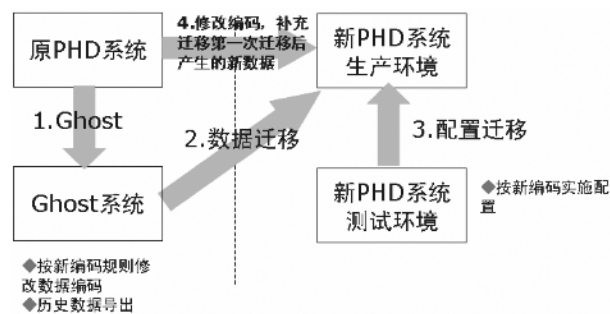 4.修改编码，补充
迁移第一次迁移后
产生的新数据
原PHD系统
新PHD系统
生产环境
1.Ghost
2.数据迁移
3.配置迁移
Ghost系统
新PHD系统
测试环境
◆按新编码实施配
置
◆按新编码规则修
改数据编码
◆历史数据导出